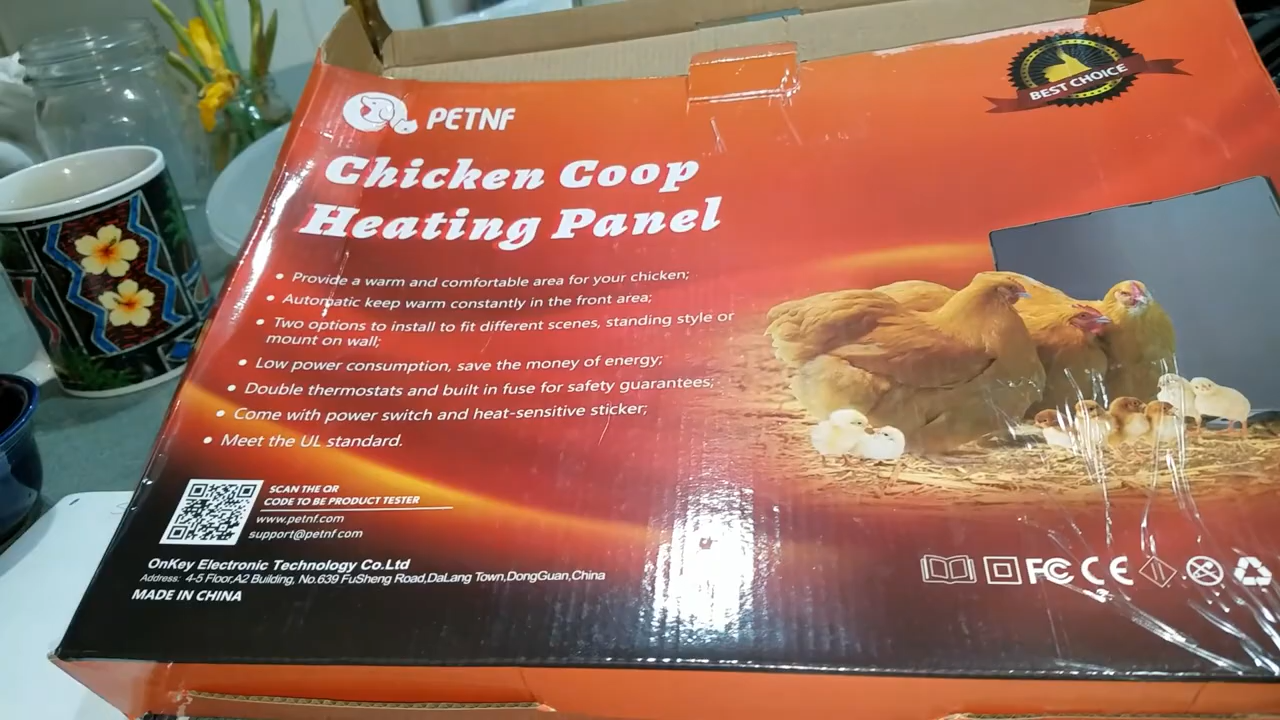 PETNF
BEST CHOICE
Chicken Coop
Heating Panel
• Provide a warm and comfortable area for your chicken;
• Automatic keep warm constantly in the front area;
• Two options to install to fit different scenes, standing style or
mount on wall;
• Low power consumption, save the money of energy;
• Double thermostats and built in fuse for safety guarantees;
• Come with power switch and heat-sensitive sticker;
• Meet the UL standard.
SCAN THE QR
CODE TO BE PRODUCT TESTER
www.petnf.com
support@petnf.com
OnKey Electronic Technology Co.Ltd
Address: 4-5 Floor,A2 Building, No.639 FuSheng Road,DaLang Town,DongGuan,China
MADE IN CHINA
FC CE